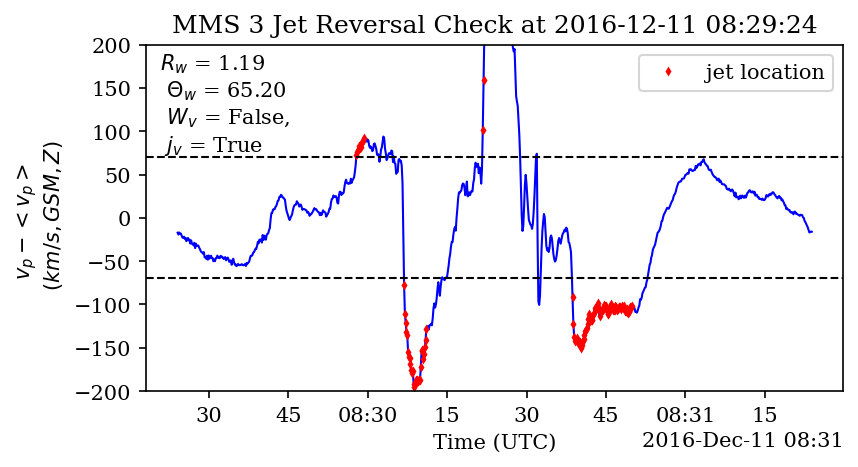 MMS 3 Jet Reversal Check at 2016-12-11 08:29:24
R_w = 1.19
Θ_w = 65.20
W_v = False,
j_v = True
jet location
v_p − < v_p >
(km/s, GSM, Z)
200
150
100
50
0
−50
−100
−150
−200
30 45 08:30 15 30 45 08:31 15
Time (UTC)
2016-Dec-11 08:31